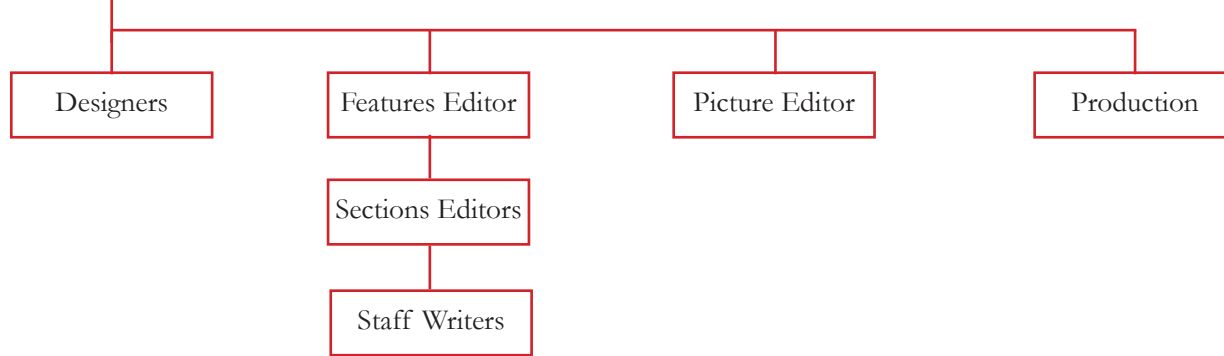 Designers
Features Editor
Picture Editor
Production
Sections Editors
Staff Writers